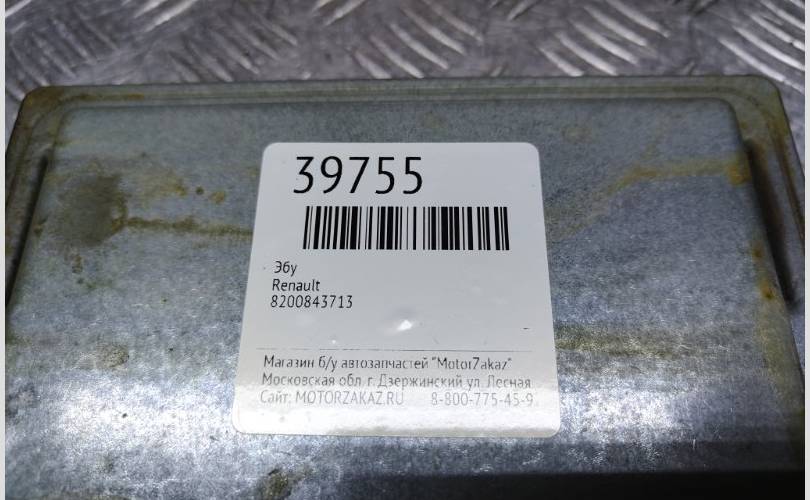 39755
Эбу
Renault
8200843713
Магазин б/у автозапчастей "MotorZakaz"
Московская обл. г. Дзержинский ул. Лесная
Сайт: MOTORZAKAZ.RU 8-800-775-45-9